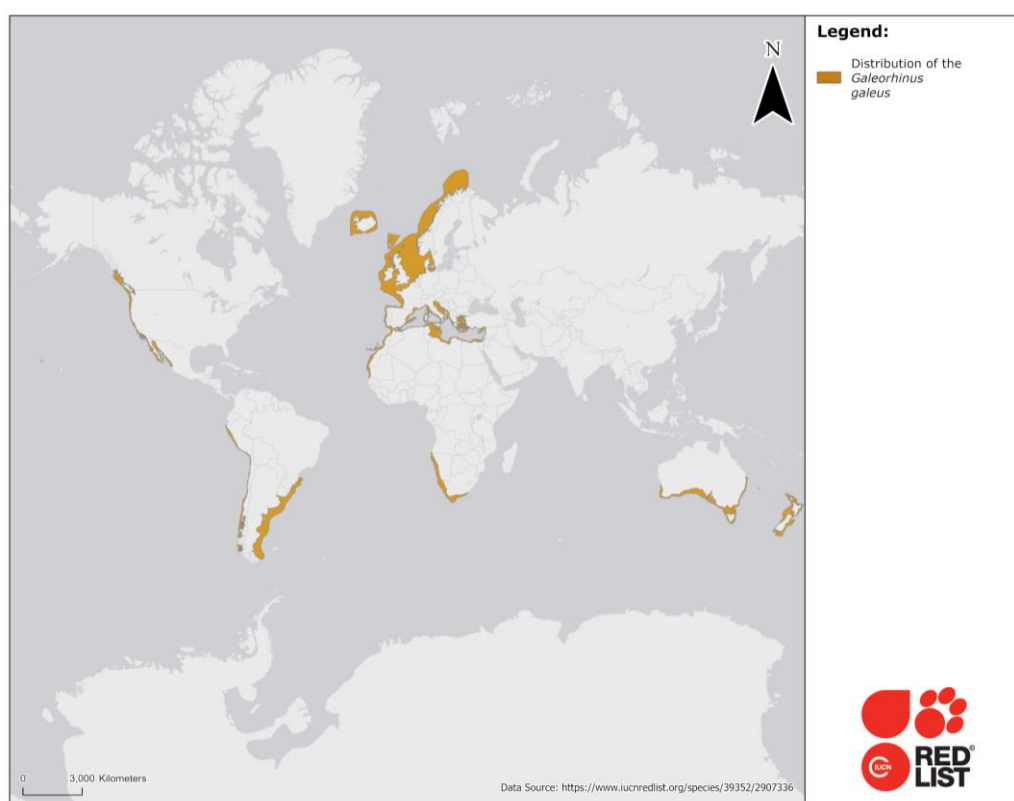 Legend:
Distribution of the
Galeorhinus
galeus
N
0 3,000 Kilometers
Data Source: https://www.iucnredlist.org/species/39352/2907336
IUCN
RED©
LIST